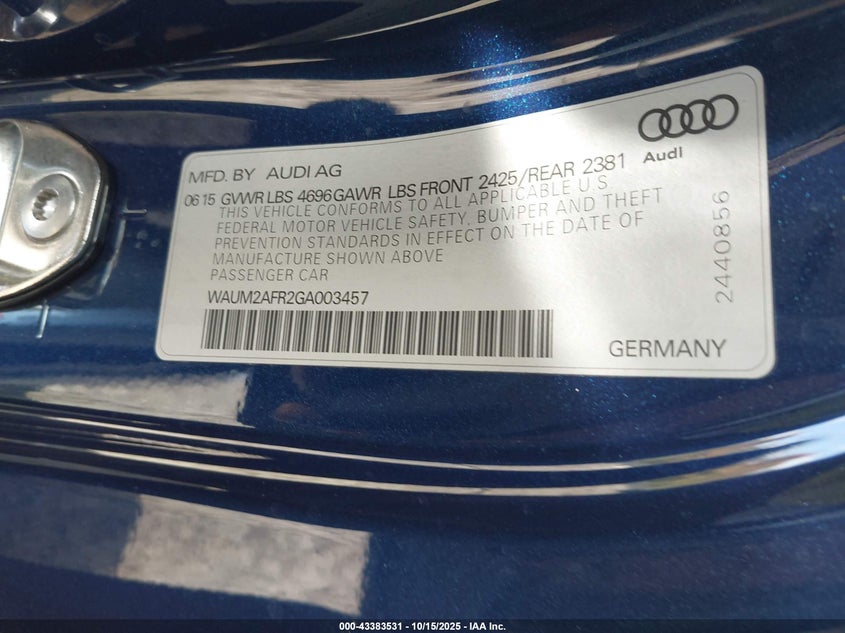 Audi
MFD. BY AUDI AG
06 15 GVWR LBS 4696 GAWR LBS FRONT 2425/REAR 2381
THIS VEHICLE CONFORMS TO ALL APPLICABLE U.S.
FEDERAL MOTOR VEHICLE SAFETY, BUMPER AND THEFT
PREVENTION STANDARDS IN EFFECT ON THE DATE OF
MANUFACTURE SHOWN ABOVE
PASSENGER CAR
WAUM2AFR2GA003457
GERMANY
2440856
000-43383531 - 10/15/2025 - IAA Inc.